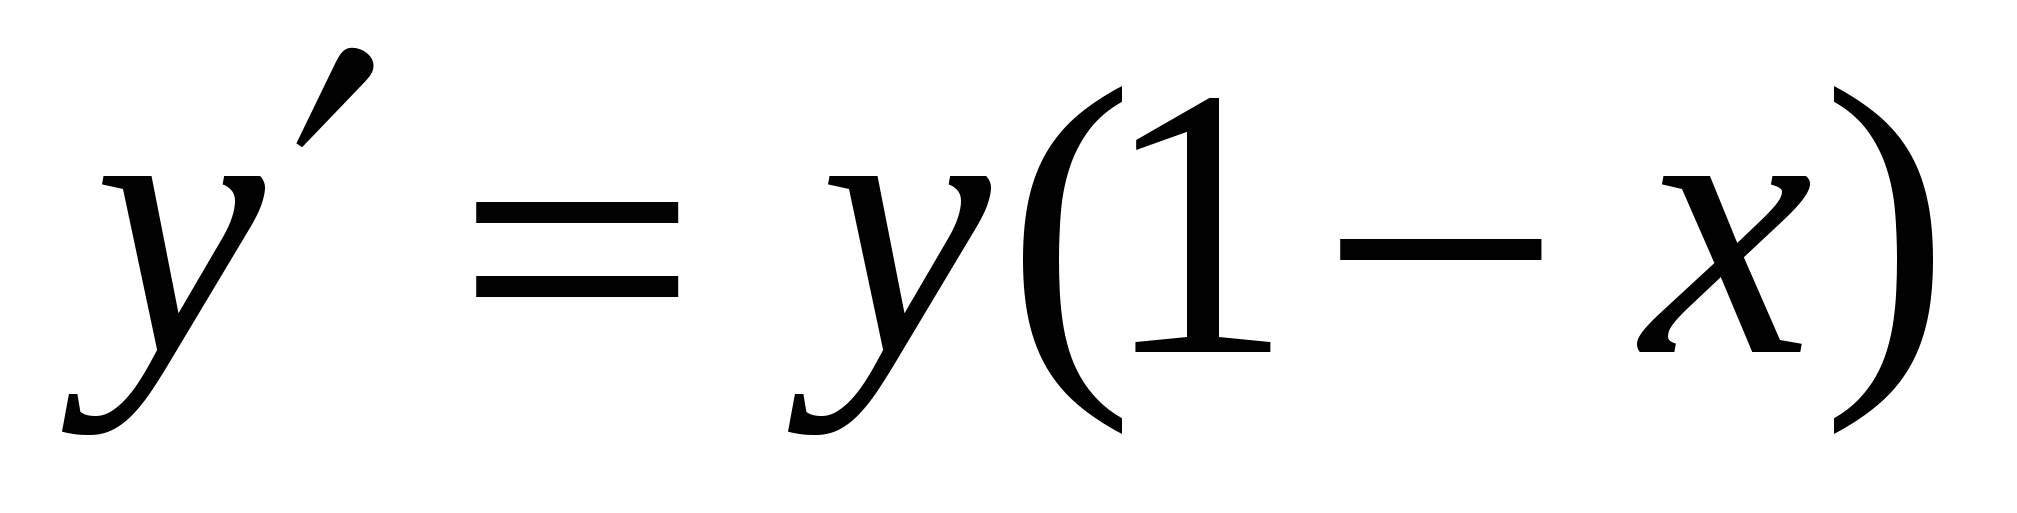 y′ = y(1 − x)